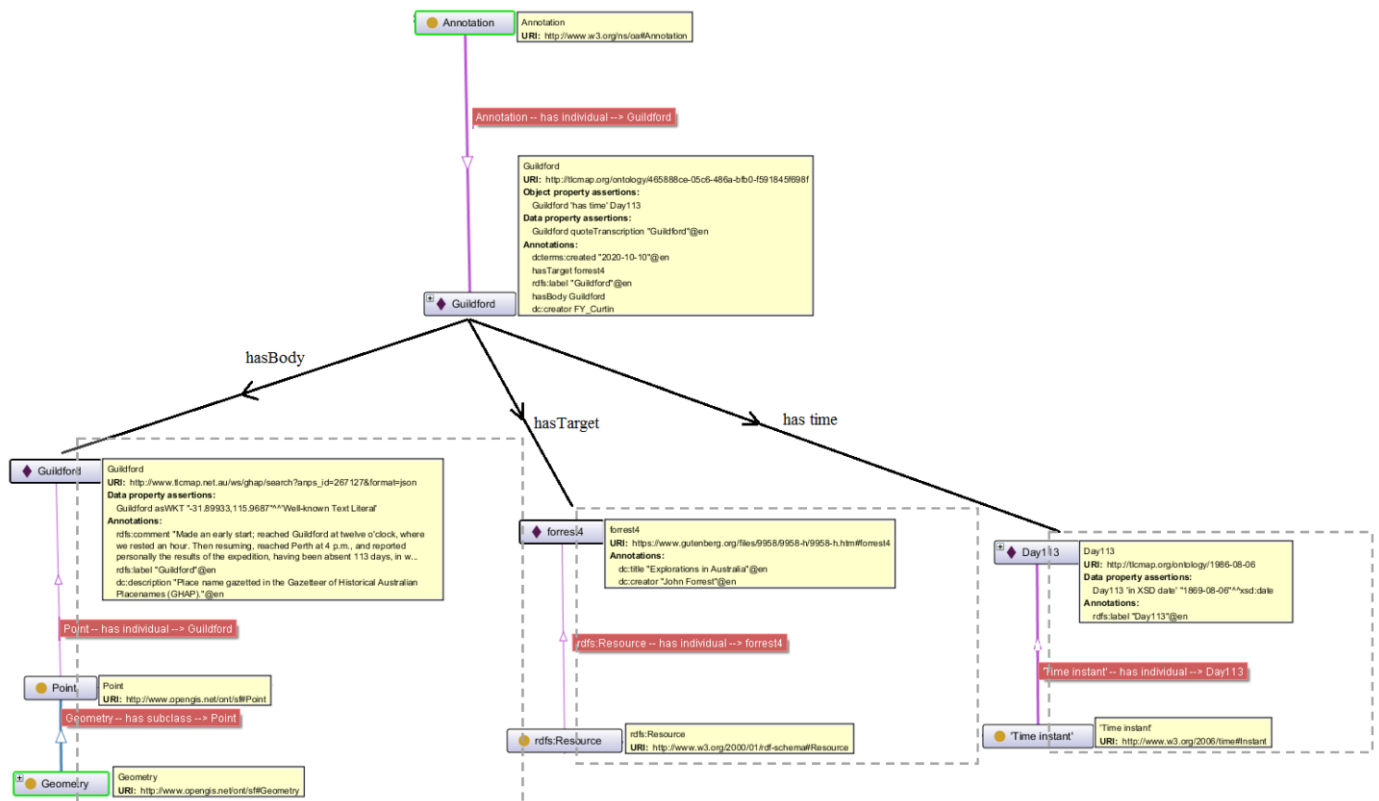 Annotation
Annotation
URI: http://www.w3.org/ns/oa#Annotation
Annotation -- has individual --> Guildford
Guildford
URI: http://tlcmap.org/ontology/465888ce-05c6-486a-bfb0-f591845f698f
Object property assertions:
Guildford 'has time' Day113
Data property assertions:
Guildford quoteTranscription "Guildford"@en
Annotations:
dcterms:created "2020-10-10"@en
hasTarget forrest4
rdfs:label "Guildford"@en
hasBody Guildford
dc:creator FY_Curtin
Guildford
hasBody
hasTarget
has time
Guildford
Guildford
URI: http://www.tlcmap.net.au/ws/ghap/search?anps_id=267127&format=json
Data property assertions:
Guildford asWKT "-31.89933,115.9687"^^'Well-known Text Literal'
Annotations:
rdfs:comment "Made an early start; reached Guildford at twelve o'clock, where
we rested an hour. Then resuming, reached Perth at 4 p.m., and reported
personally the results of the expedition, having been absent 113 days, in w...
rdfs:label "Guildford"@en
dc:description "Place name gazetted in the Gazetteer of Historical Australian
Placenames (GHAP)."@en
Point -- has individual --> Guildford
Point
Point
URI: http://www.opengis.net/ont/sf#Point
Geometry -- has subclass --> Point
Geometry
Geometry
URI: http://www.opengis.net/ont/sf#Geometry
forrest4
forrest4
URI: https://www.gutenberg.org/files/9958/9958-h/9958-h.htm#forrest4
Annotations:
dc:title "Explorations in Australia"@en
dc:creator "John Forrest"@en
rdfs:Resource -- has individual --> forrest4
rdfs:Resource
rdfs:Resource
URI: http://www.w3.org/2000/01/rdf-schema#Resource
Day113
Day113
URI: http://tlcmap.org/ontology/1986-08-06
Data property assertions:
Day113 'in XSD date' "1869-08-06"^^xsd:date
Annotations:
rdfs:label "Day113"@en
'Time instant' -- has individual --> Day113
'Time instant'
'Time instant'
URI: http://www.w3.org/2006/time#Instant